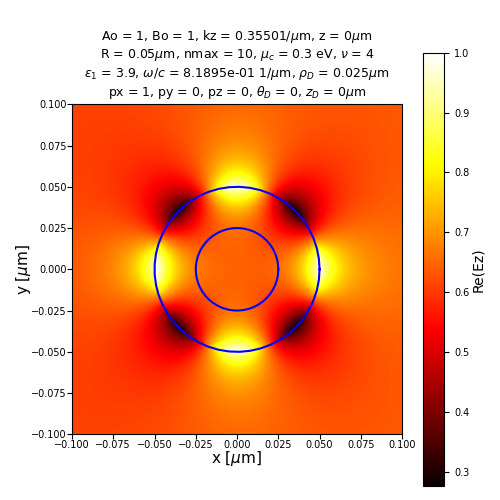 Ao = 1, Bo = 1, kz = 0.35501/μm, z = 0μm
R = 0.05μm, nmax = 10, μ_c = 0.3 eV, ν = 4
ε₁ = 3.9, ω/c = 8.1895e-01 1/μm, ρ_D = 0.025μm
px = 1, py = 0, pz = 0, θ_D = 0, z_D = 0μm
1.0
0.100
0.9
0.075
0.050
0.8
0.025
0.7
0.000
Re(Ez)
y [μm]
0.6
−0.025
0.5
−0.050
−0.075
0.4
−0.100
0.3
−0.100 −0.075 −0.050 −0.025 0.000 0.025 0.050 0.075 0.100
x [μm]